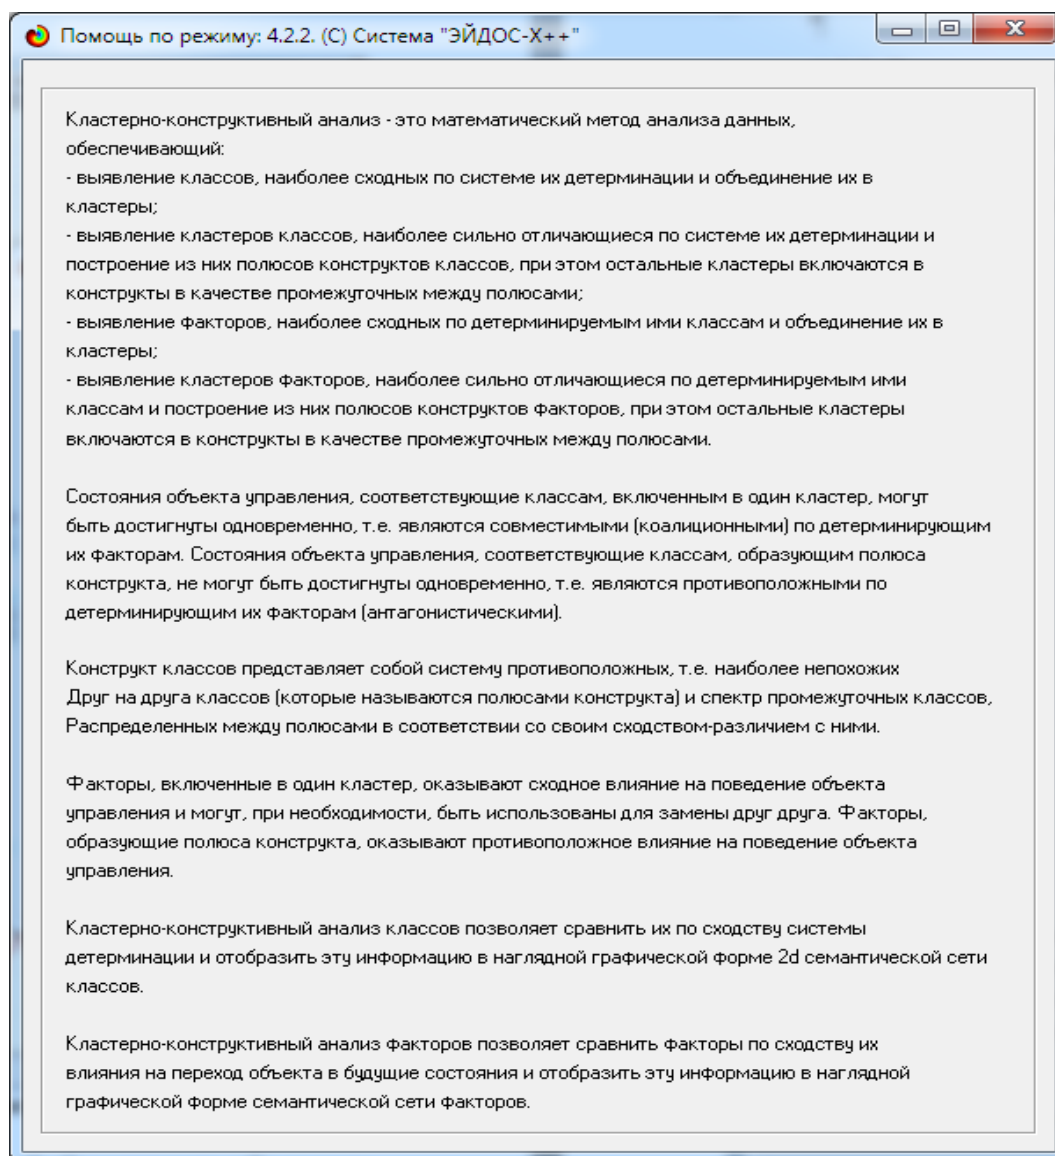 Помощь по режиму: 4.2.2. (C) Система "ЭЙДОС-X++"
Кластерно-конструктивный анализ - это математический метод анализа данных,
обеспечивающий:
- выявление классов, наиболее сходных по системе их детерминации и объединение их в
кластеры;
- выявление кластеров классов, наиболее сильно отличающиеся по системе их детерминации и
построение из них полюсов конструктов классов, при этом остальные кластеры включаются в
конструкты в качестве промежуточных между полюсами;
- выявление факторов, наиболее сходных по детерминируемым ими классам и объединение их в
кластеры;
- выявление кластеров факторов, наиболее сильно отличающиеся по детерминируемым ими
классам и построение из них полюсов конструктов факторов, при этом остальные кластеры
включаются в конструкты в качестве промежуточных между полюсами.
Состояния объекта управления, соответствующие классам, включенным в один кластер, могут
быть достигнуты одновременно, т.е. являются совместимыми (коалиционными) по детерминирующим
их факторам. Состояния объекта управления, соответствующие классам, образующим полюса
конструкта, не могут быть достигнуты одновременно, т.е. являются противоположными по
детерминирующим их факторам (антагонистическими).
Конструкт классов представляет собой систему противоположных, т.е. наиболее непохожих
Друг на друга классов (которые называются полюсами конструкта) и спектр промежуточных классов,
Распределенных между полюсами в соответствии со своим сходством-различием с ними.
Факторы, включенные в один кластер, оказывают сходное влияние на поведение объекта
управления и могут, при необходимости, быть использованы для замены друг друга. Факторы,
образующие полюса конструкта, оказывают противоположное влияние на поведение объекта
управления.
Кластерно-конструктивный анализ классов позволяет сравнить их по сходству системы
детерминации и отобразить эту информацию в наглядной графической форме 2d семантической сети
классов.
Кластерно-конструктивный анализ факторов позволяет сравнить факторы по сходству их
влияния на переход объекта в будущие состояния и отобразить эту информацию в наглядной
графической форме семантической сети факторов.